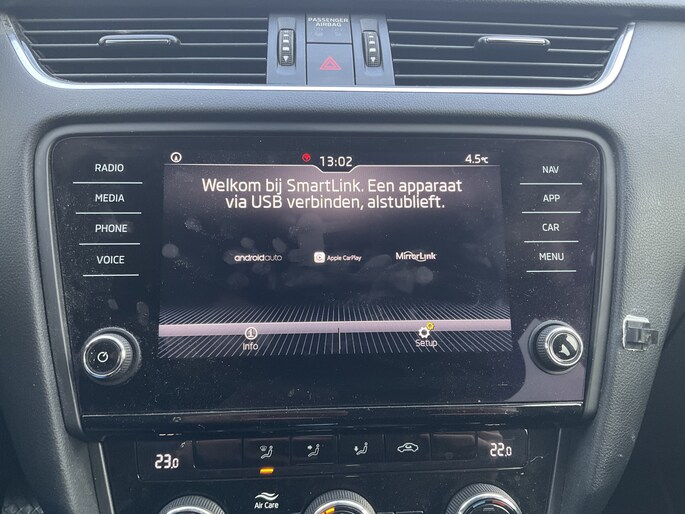 PASSENGER
AIRBAG
13:02
4.5°C
RADIO
MEDIA
PHONE
VOICE
Welkom bij SmartLink. Een apparaat
via USB verbinden, alstublieft.
androidauto
Apple CarPlay
MirrorLink
Info
Setup
NAV
APP
CAR
MENU
23.0
22.0
Air Care